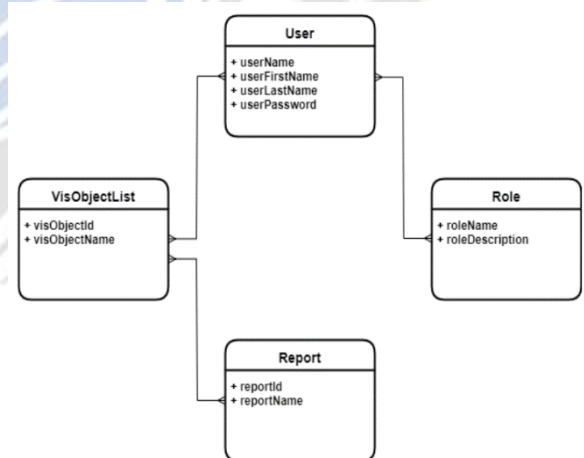 User
+ userName
+ userFirstName
+ userLastName
+ userPassword
VisObjectList
+ visObjectId
+ visObjectName
Role
+ roleName
+ roleDescription
Report
+ reportId
+ reportName